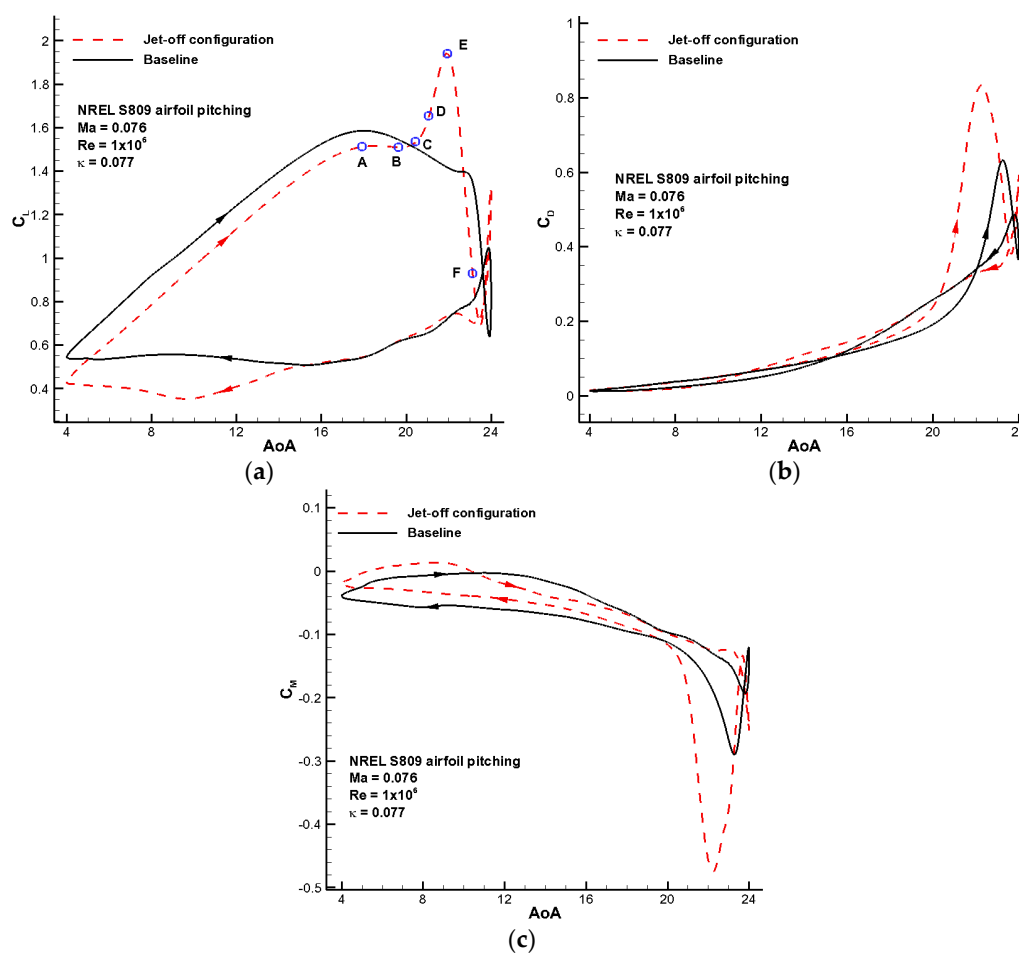 2
1.8
1.6
1.4
1.2
1
0.8
0.6
0.4
C_L
Jet-off configuration
Baseline
NREL S809 airfoil pitching
Ma = 0.076
Re = 1x10⁶
κ = 0.077
A
B
C
D
E
F
4
8
12
16
20
24
AoA
(a)
1
0.8
0.6
0.4
0.2
0
C_D
Jet-off configuration
Baseline
NREL S809 airfoil pitching
Ma = 0.076
Re = 1x10⁶
κ = 0.077
4
8
12
16
20
2
AoA
(b)
0.1
0
-0.1
-0.2
-0.3
-0.4
-0.5
C_M
Jet-off configuration
Baseline
NREL S809 airfoil pitching
Ma = 0.076
Re = 1x10⁶
κ = 0.077
4
8
12
16
20
24
AoA
(c)